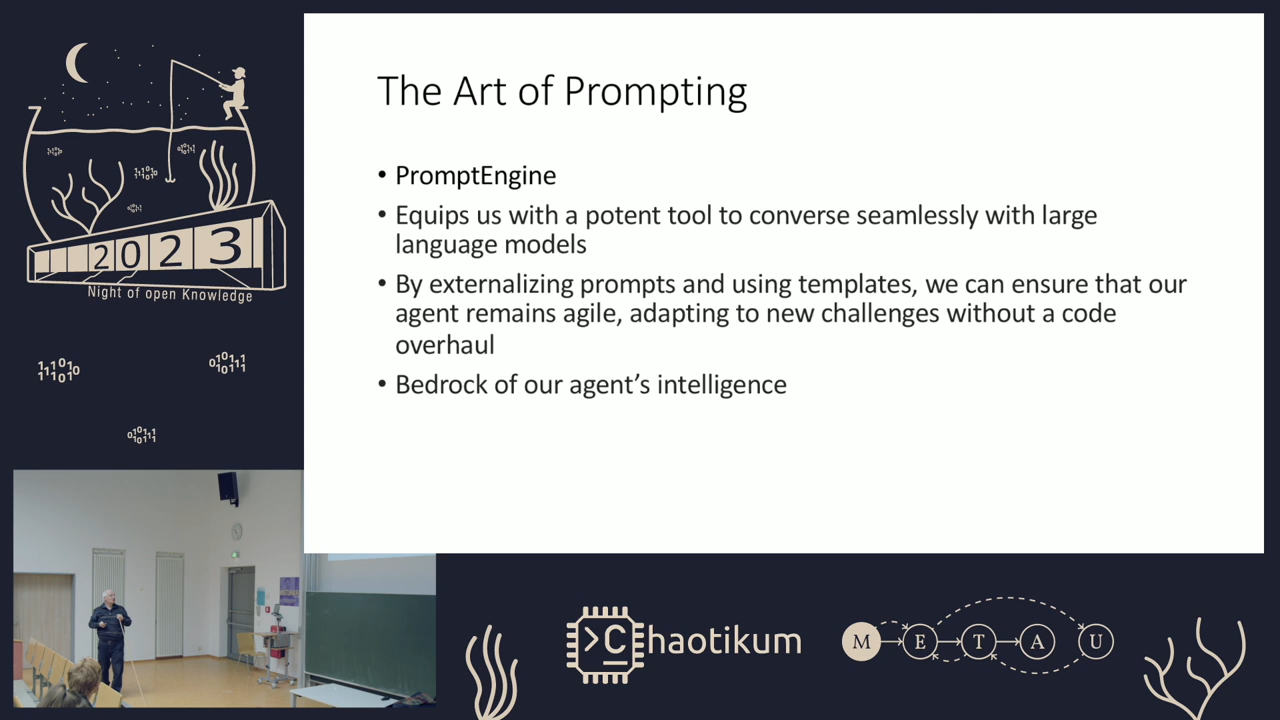 The Art of Prompting
• PromptEngine
• Equips us with a potent tool to converse seamlessly with large
language models
• By externalizing prompts and using templates, we can ensure that our
agent remains agile, adapting to new challenges without a code
overhaul
• Bedrock of our agent’s intelligence
2023
Night of open Knowledge
>C haotikum
M E T A U